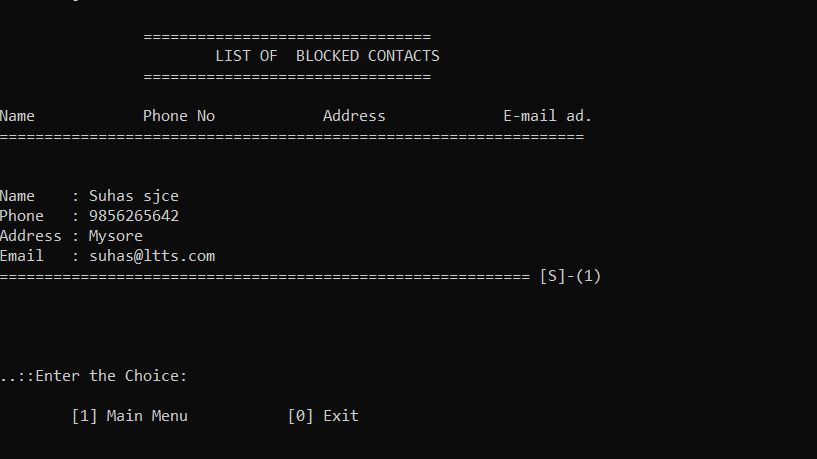 ================================
LIST OF  BLOCKED CONTACTS
================================
Name            Phone No            Address             E-mail ad.
=================================================================
Name    : Suhas sjce
Phone   : 9856265642
Address : Mysore
Email   : suhas@ltts.com
=========================================================== [S]-(1)
..::Enter the Choice:
[1] Main Menu           [0] Exit